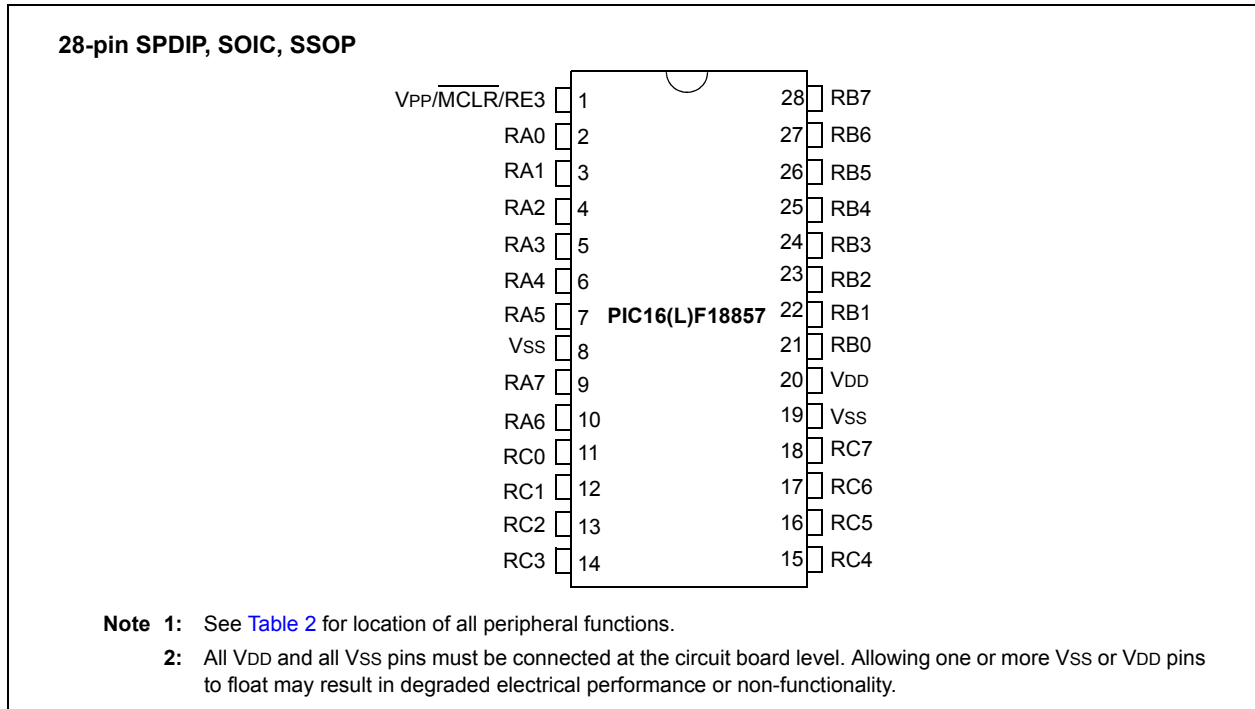 28-pin SPDIP, SOIC, SSOP
VPP/MCLR/RE3 1 28 RB7
RA0 2 27 RB6
RA1 3 26 RB5
RA2 4 25 RB4
RA3 5 24 RB3
RA4 6 23 RB2
RA5 7 PIC16(L)F18857 22 RB1
VSS 8 21 RB0
RA7 9 20 VDD
RA6 10 19 VSS
RC0 11 18 RC7
RC1 12 17 RC6
RC2 13 16 RC5
RC3 14 15 RC4
Note 1: See Table 2 for location of all peripheral functions.
2: All VDD and all VSS pins must be connected at the circuit board level. Allowing one or more VSS or VDD pins
to float may result in degraded electrical performance or non-functionality.